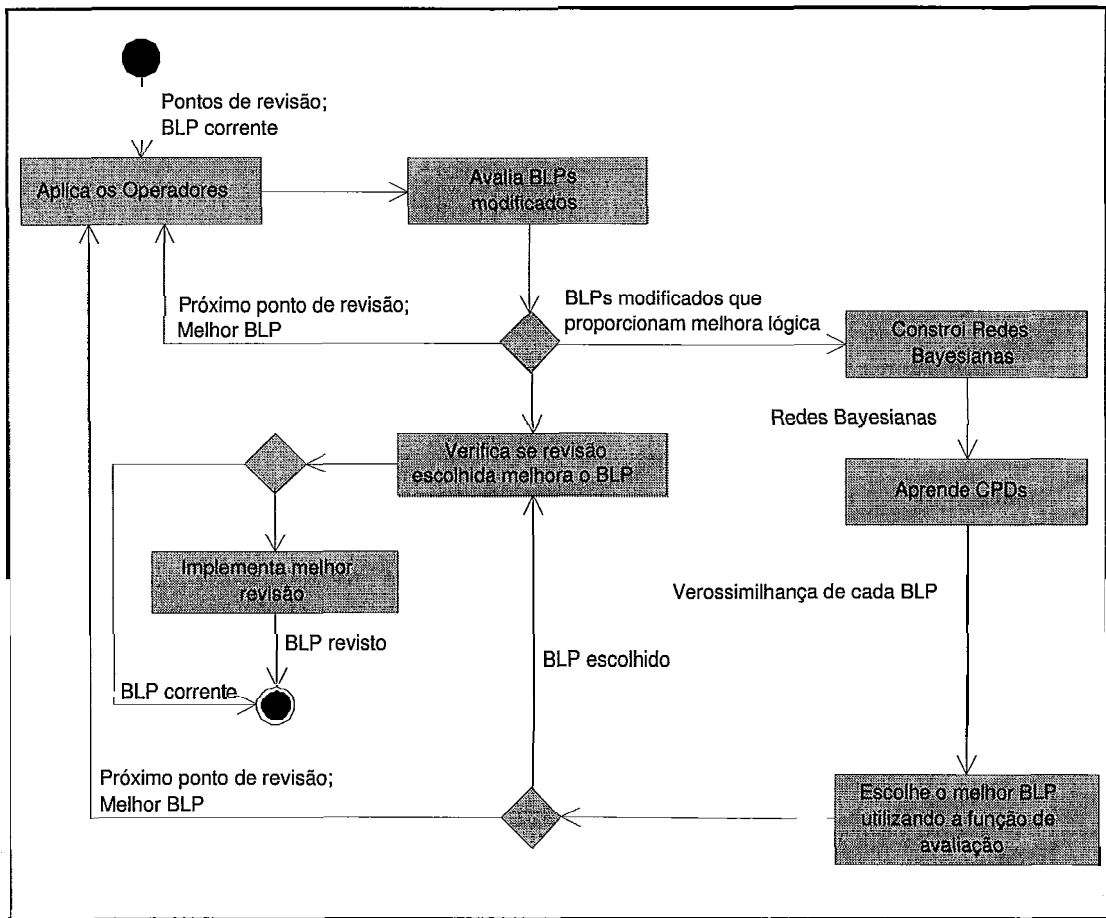 Pontos de revisão;
BLP corrente
Aplica os Operadores
Avalia BLPs
modificados
Próximo ponto de revisão;
Melhor BLP
BLPs modificados que
proporcionam melhora lógica
Constroi Redes
Bayesianas
Redes Bayesianas
Verifica se revisão
escolhida melhora o BLP
Aprende CPDs
Implementa melhor
revisão
Verossimilhança de cada BLP
BLP revisto
BLP escolhido
BLP corrente
Próximo ponto de revisão;
Melhor BLP
Escolhe o melhor BLP
utilizando a função de
avaliação